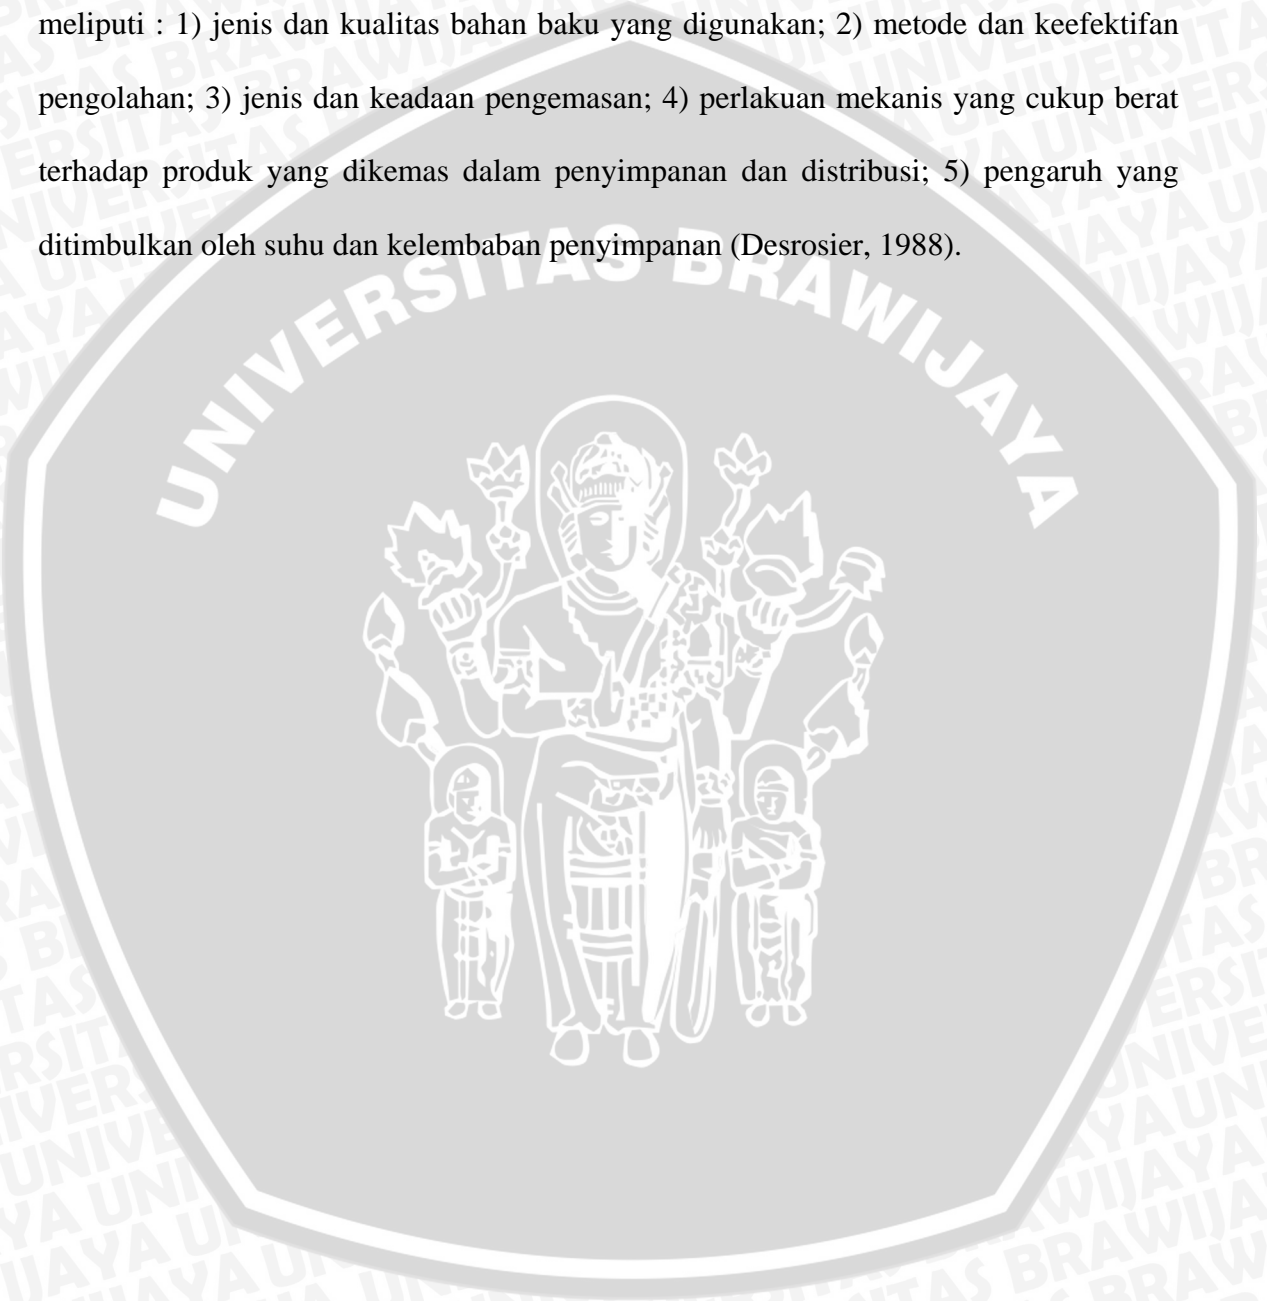 meliputi : 1) jenis dan kualitas bahan baku yang digunakan; 2) metode dan keefektifan
pengolahan; 3) jenis dan keadaan pengemasan; 4) perlakuan mekanis yang cukup berat
terhadap produk yang dikemas dalam penyimpanan dan distribusi; 5) pengaruh yang
ditimbulkan oleh suhu dan kelembaban penyimpanan (Desrosier, 1988).
UNIVERSITAS BRAWIJAYA